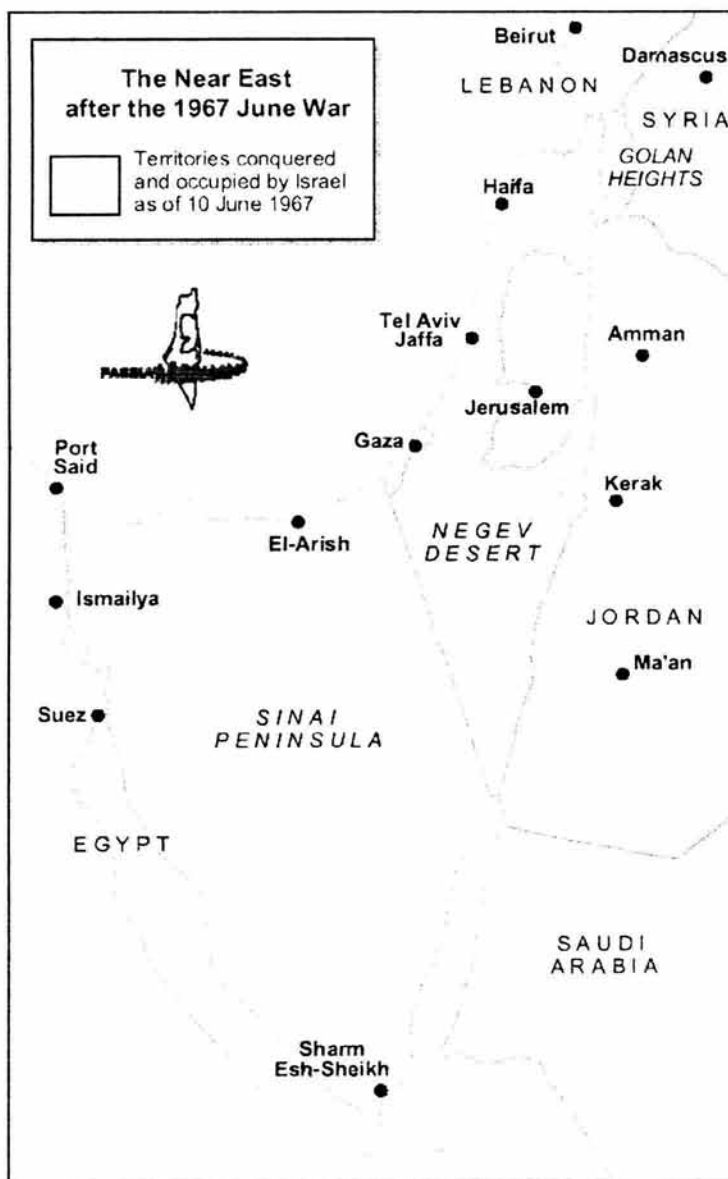 The Near East
after the 1967 June War
Territories conquered
and occupied by Israel
as of 10 June 1967
Beirut
Damascus
LEBANON
SYRIA
GOLAN
HEIGHTS
Haifa
Tel Aviv
Jaffa
Amman
Jerusalem
Gaza
Port
Said
Kerak
El-Arish
NEGEV
DESERT
Ismailya
JORDAN
Ma'an
Suez
SINAI
PENINSULA
EGYPT
SAUDI
ARABIA
Sharm
Esh-Sheikh